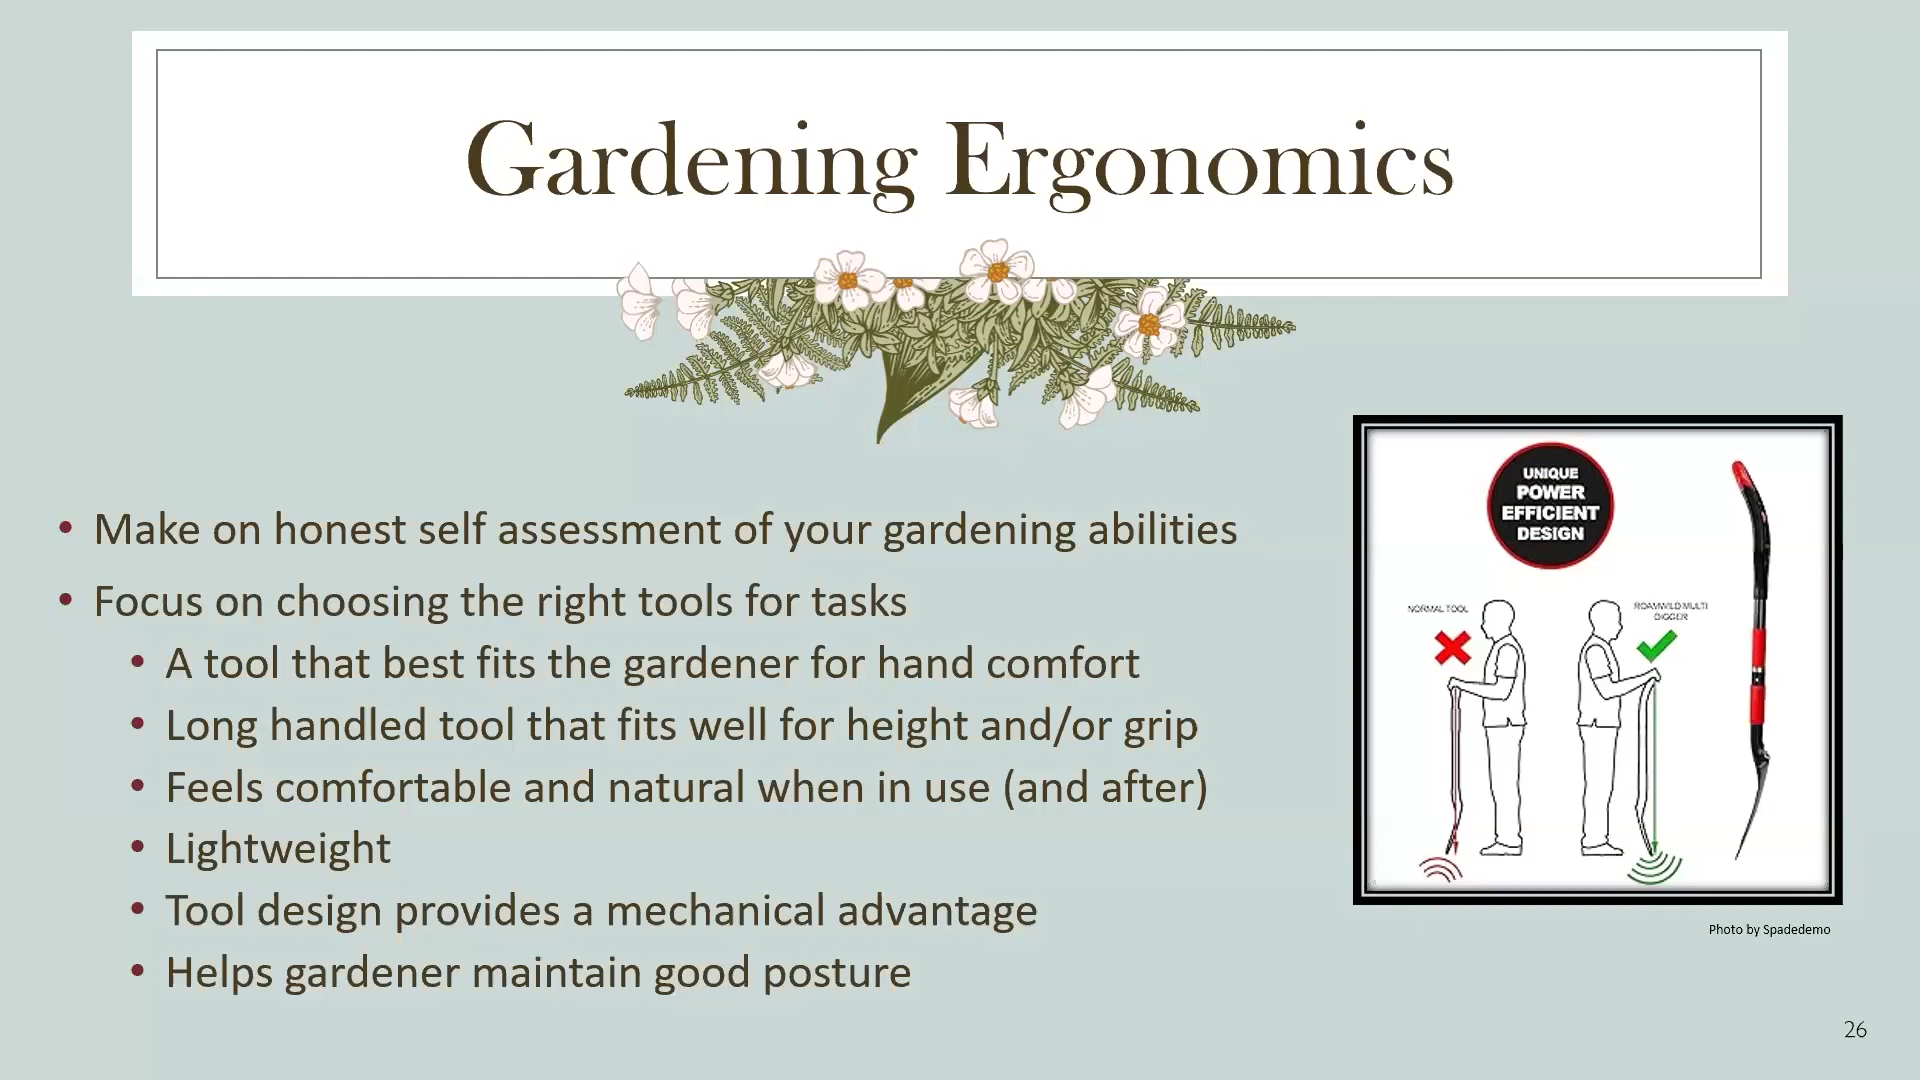 Gardening Ergonomics
• Make on honest self assessment of your gardening abilities
• Focus on choosing the right tools for tasks
• A tool that best fits the gardener for hand comfort
• Long handled tool that fits well for height and/or grip
• Feels comfortable and natural when in use (and after)
• Lightweight
• Tool design provides a mechanical advantage
• Helps gardener maintain good posture
UNIQUE
POWER
EFFICIENT
DESIGN
NORMAL TOOL
ROAMWILD MULTI
DIGGER
Photo by Spadedemo
26